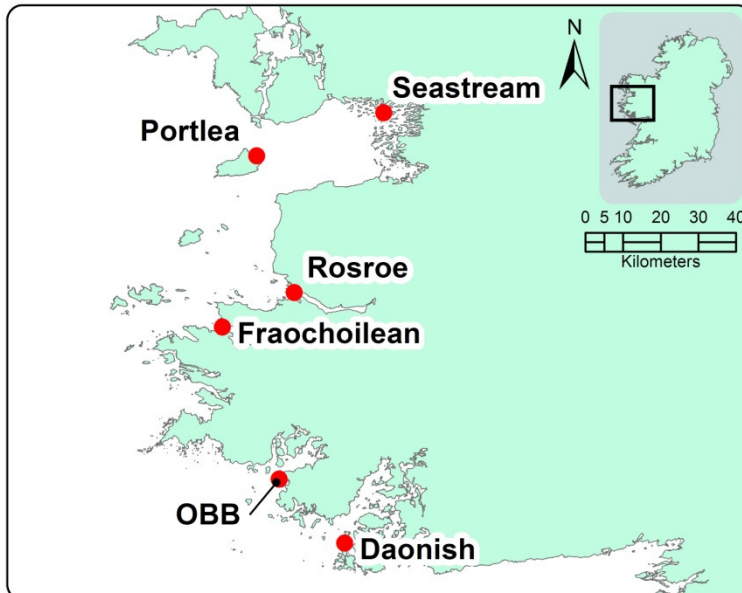 N
Seastream
Portlea
0 5 10 20 30 40
Kilometers
Rosroe
Fraochoilean
OBB
Daonish